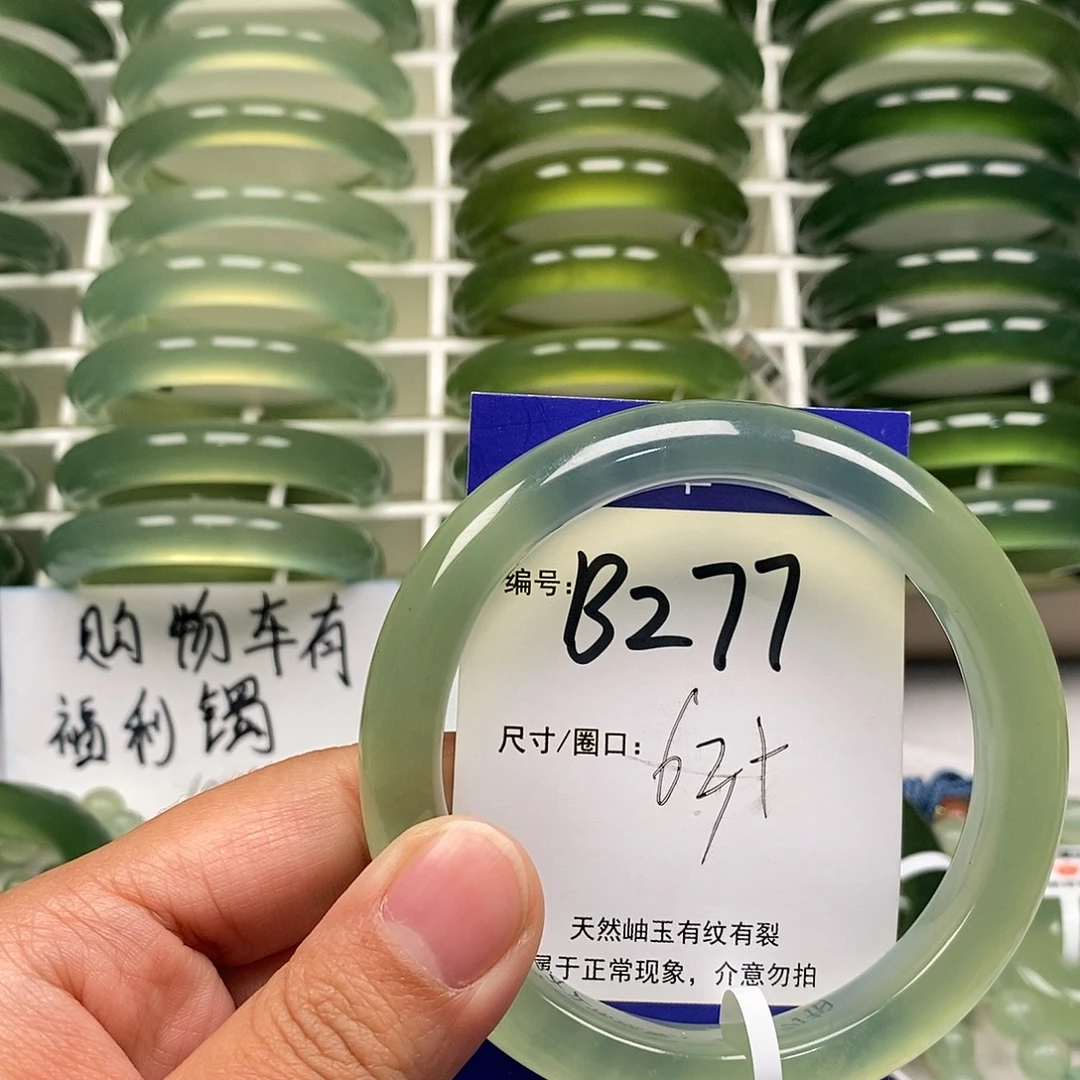 购物车有
福利镯
编号:B277
尺寸/圈口:62+
天然岫玉有纹有裂
属于正常现象，介意勿拍